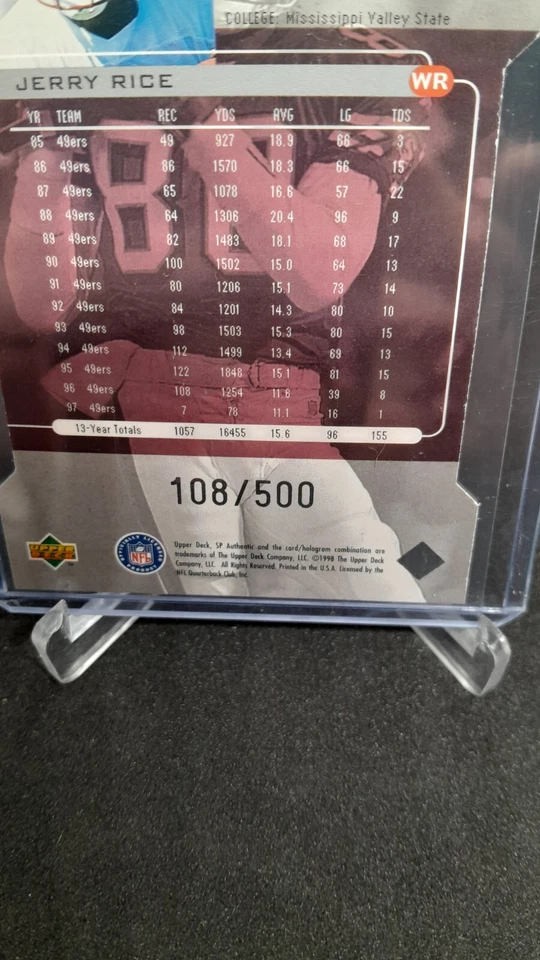 COLLEGE: Mississippi Valley State
JERRY RICE WR
YR TEAM REC YDS AVG LG TDS
85 49ers 49 927 18.9 66 3
86 49ers 86 1570 18.3 66 15
87 49ers 65 1078 16.6 57 22
88 49ers 64 1306 20.4 96 9
89 49ers 82 1483 18.1 68 17
90 49ers 100 1502 15.0 64 13
91 49ers 80 1206 15.1 73 14
92 49ers 84 1201 14.3 80 10
93 49ers 98 1503 15.3 80 15
94 49ers 112 1499 13.4 69 13
95 49ers 122 1848 15.1 81 15
96 49ers 108 1254 11.6 39 8
97 49ers 7 78 11.1 16 1
13-Year Totals 1057 16455 15.6 96 155
108/500
UPPER DECK
OFFICIALLY LICENSED PRODUCT
NFL
Upper Deck, SP Authentic and the card/hologram combination are
trademarks of The Upper Deck Company, LLC. ©1998 The Upper Deck
Company, LLC. All Rights Reserved. Printed in the U.S.A. Licensed by the
NFL Quarterback Club, Inc.
80